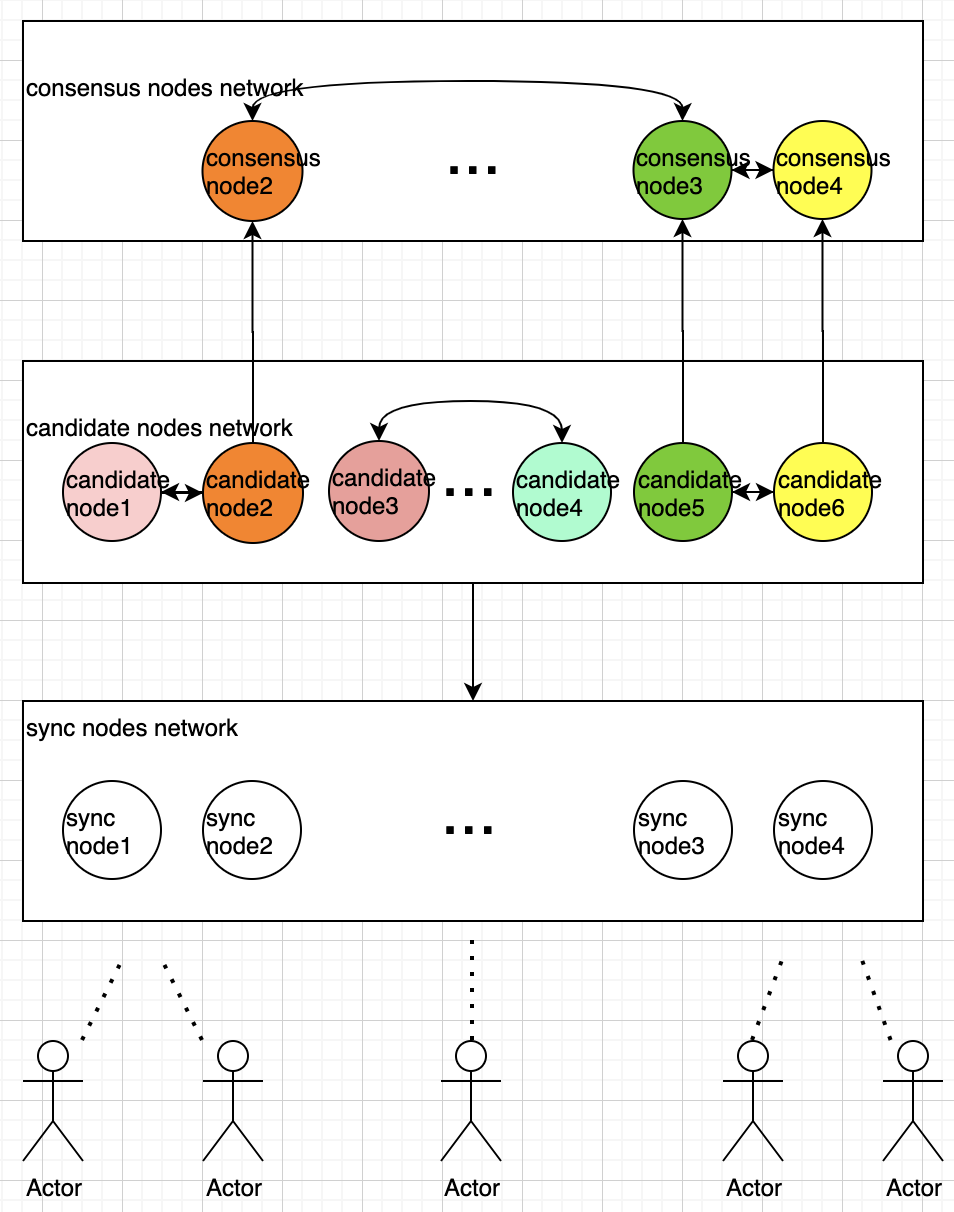 consensus nodes network
consensus
node2
...
consensus
node3
consensus
node4
candidate nodes network
candidate
node1
candidate
node2
candidate
node3
...
candidate
node4
candidate
node5
candidate
node6
sync nodes network
sync
node1
sync
node2
...
sync
node3
sync
node4
Actor
Actor
Actor
Actor
Actor